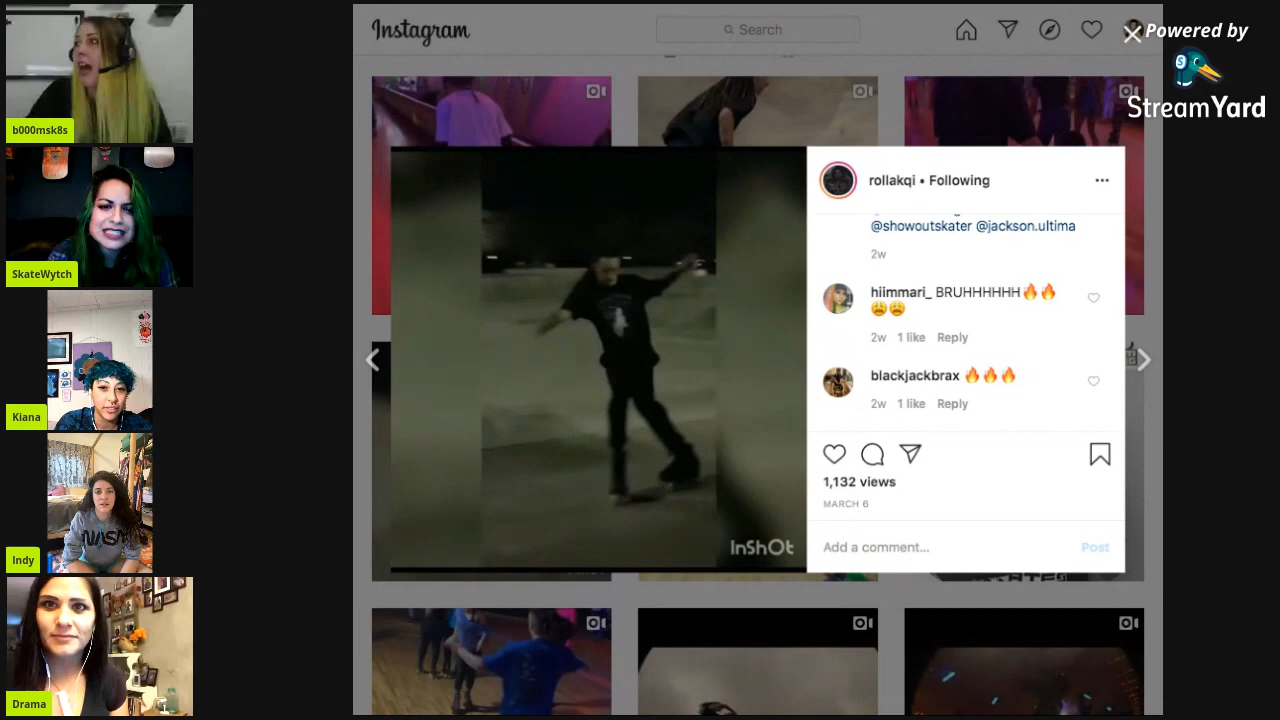 b000msk8s
SkateWytch
Kiana
Indy
NASA
Drama
Instagram
Search
Powered by
StreamYard
rollakqi • Following
@showoutskater @jackson.ultima
2w
hiimmari_ BRUHHHHHH🔥🔥
😩😩
2w 1 like Reply
blackjackbrax 🔥🔥🔥
2w 1 like Reply
1,132 views
MARCH 6
Add a comment... Post
InShOt